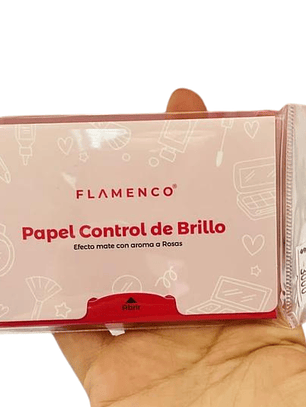 FLAMENCO®
Papel Control de Brillo
Efecto mate con aroma a Rosas
Abrir